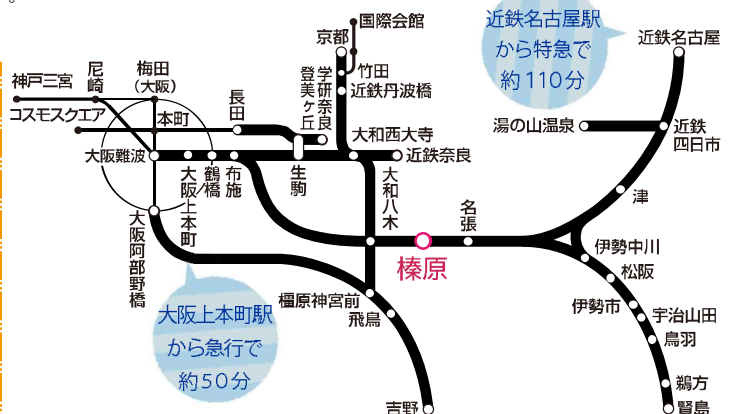 。
国際会館
京都
竹田
近鉄丹波橋
学研奈良
登美ヶ丘
近鉄名古屋駅
から特急で
約110分
近鉄名古屋
神戸三宮
尼崎
梅田
（大阪）
長田
コスモスクエア
本町
湯の山温泉
近鉄
四日市
大和西大寺
大阪難波
近鉄奈良
大阪上本町
鶴橋
布施
生駒
大和八木
津
名張
榛原
大阪阿部野橋
伊勢中川
松阪
橿原神宮前
飛鳥
伊勢市
宇治山田
鳥羽
大阪上本町駅
から急行で
約50分
鵜方
賢島
吉野